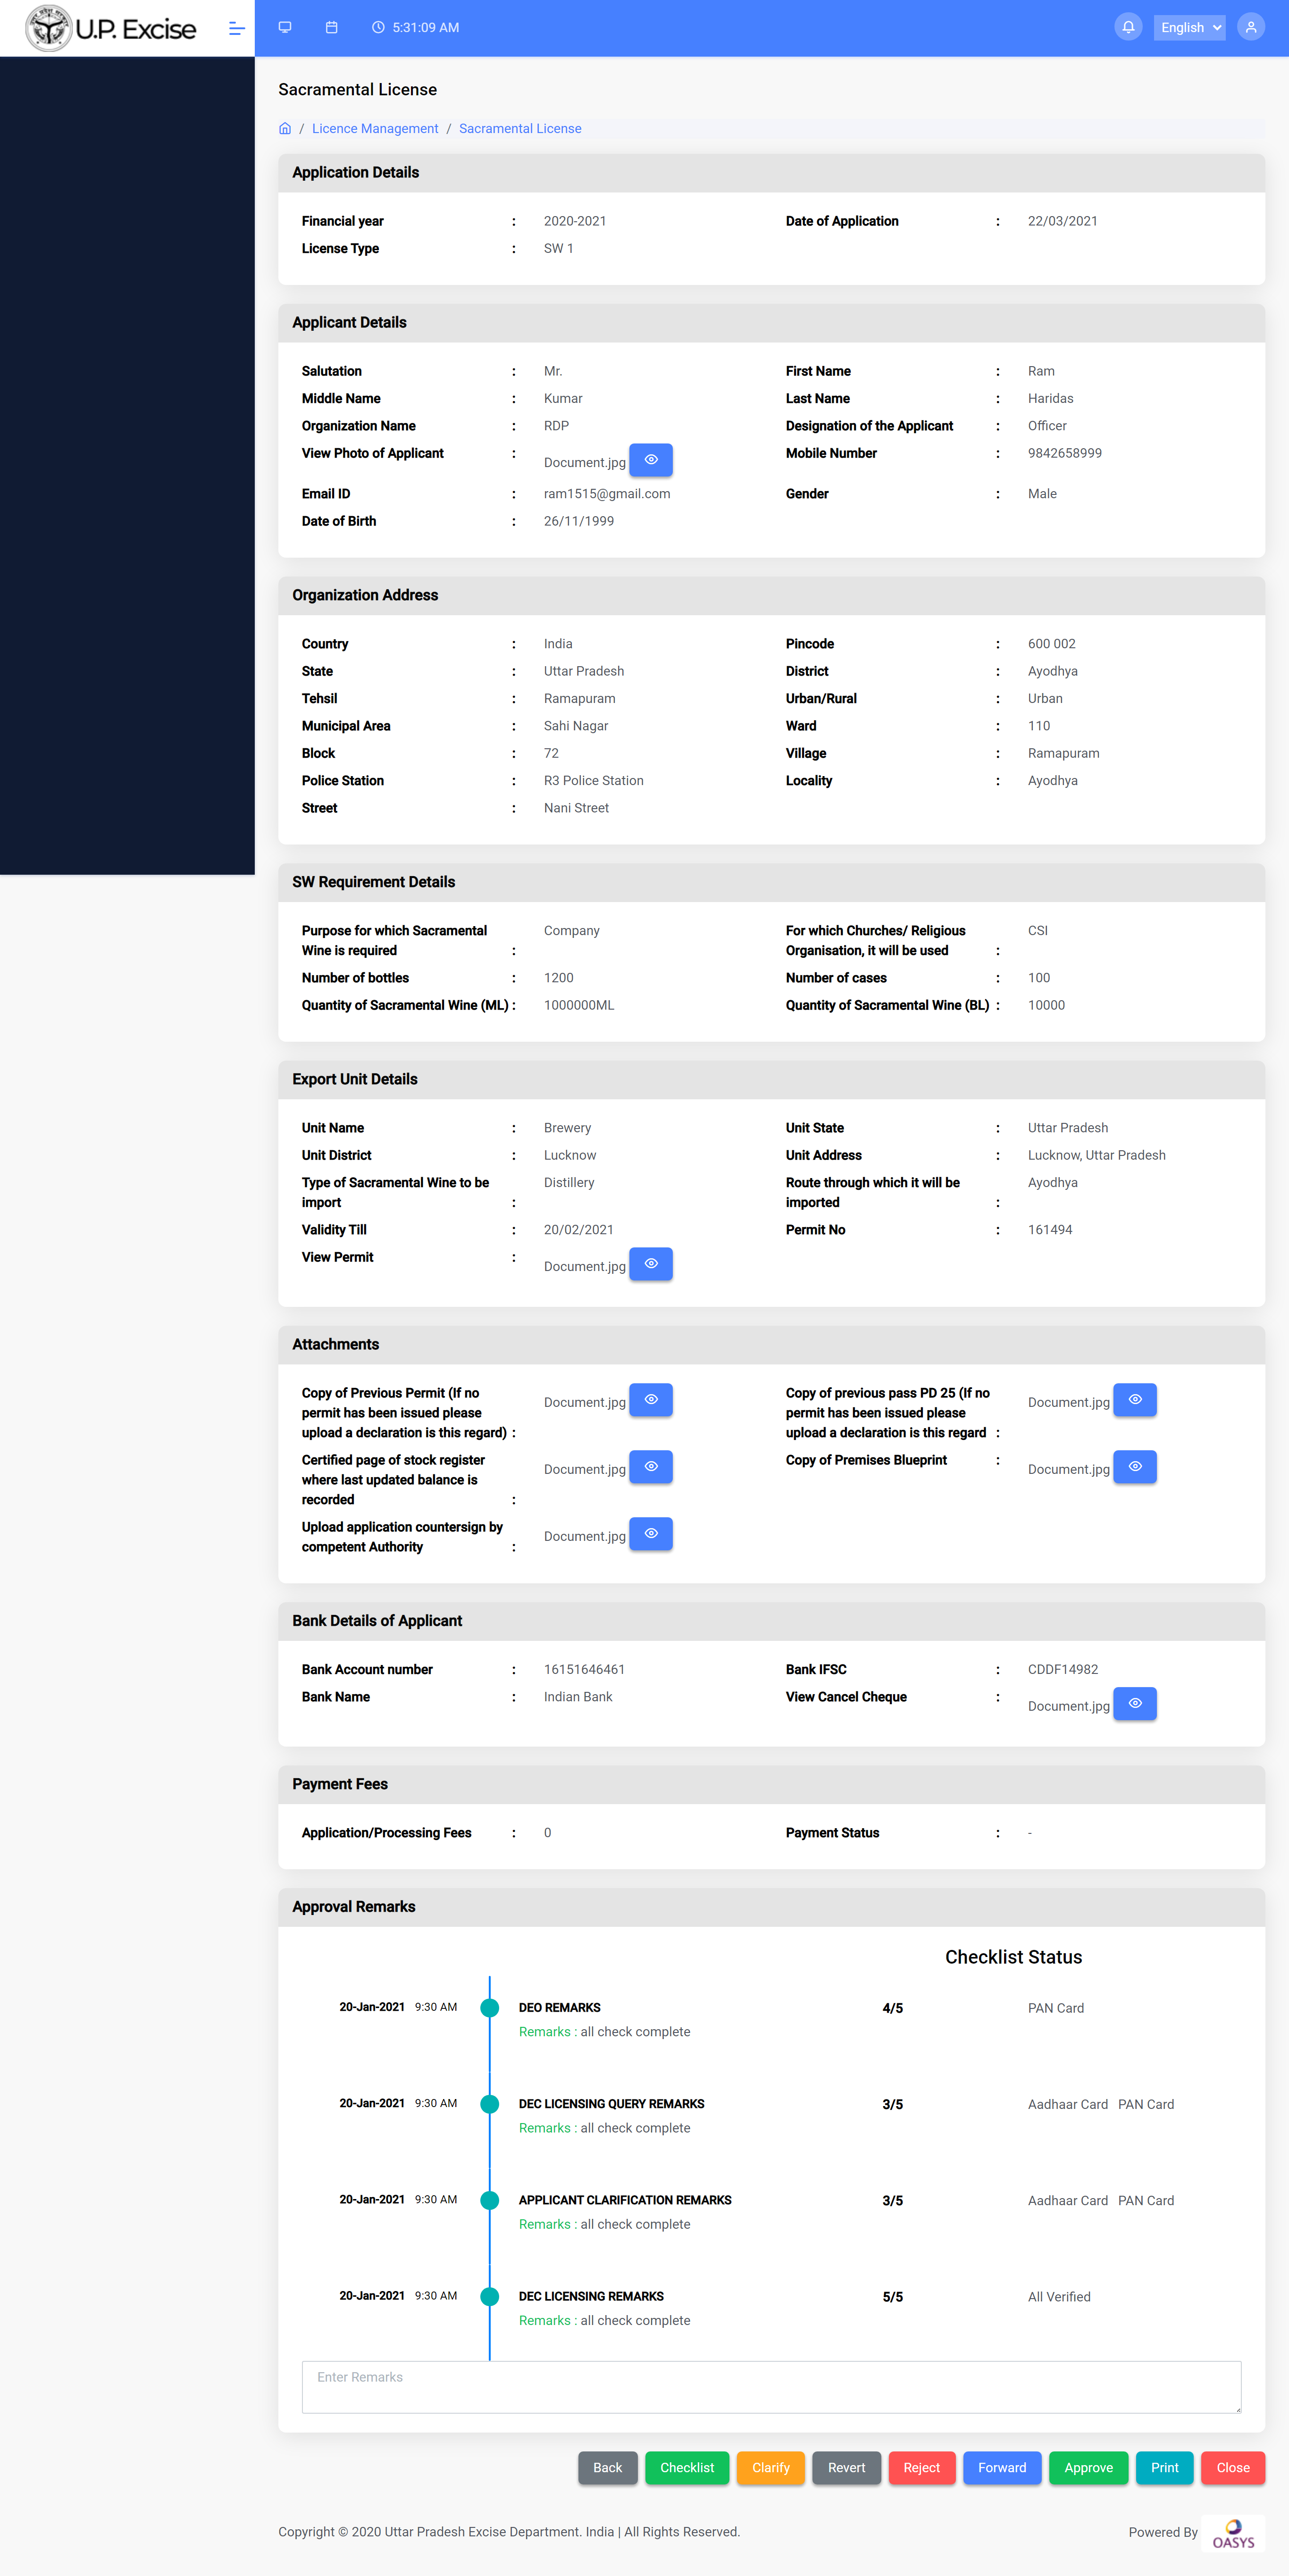 U.P. Excise
5:31:09 AM
English
Sacramental License
/ Licence Management / Sacramental License
Application Details
Financial year : 2020-2021 Date of Application : 22/03/2021
License Type : SW 1
Applicant Details
Salutation : Mr. First Name : Ram
Middle Name : Kumar Last Name : Haridas
Organization Name : RDP Designation of the Applicant : Officer
View Photo of Applicant : Document.jpg Mobile Number : 9842658999
Email ID : ram1515@gmail.com Gender : Male
Date of Birth : 26/11/1999
Organization Address
Country : India Pincode : 600 002
State : Uttar Pradesh District : Ayodhya
Tehsil : Ramapuram Urban/Rural : Urban
Municipal Area : Sahi Nagar Ward : 110
Block : 72 Village : Ramapuram
Police Station : R3 Police Station Locality : Ayodhya
Street : Nani Street
SW Requirement Details
Purpose for which Sacramental
Wine is required : Company
For which Churches/ Religious
Organisation, it will be used : CSI
Number of bottles : 1200 Number of cases : 100
Quantity of Sacramental Wine (ML) : 1000000ML Quantity of Sacramental Wine (BL) : 10000
Export Unit Details
Unit Name : Brewery Unit State : Uttar Pradesh
Unit District : Lucknow Unit Address : Lucknow, Uttar Pradesh
Type of Sacramental Wine to be
import : Distillery
Route through which it will be
imported : Ayodhya
Validity Till : 20/02/2021 Permit No : 161494
View Permit : Document.jpg
Attachments
Copy of Previous Permit (If no
permit has been issued please
upload a declaration is this regard) : Document.jpg
Copy of previous pass PD 25 (If no
permit has been issued please
upload a declaration is this regard : Document.jpg
Certified page of stock register
where last updated balance is
recorded : Document.jpg
Copy of Premises Blueprint : Document.jpg
Upload application countersign by
competent Authority : Document.jpg
Bank Details of Applicant
Bank Account number : 16151646461 Bank IFSC : CDDF14982
Bank Name : Indian Bank View Cancel Cheque : Document.jpg
Payment Fees
Application/Processing Fees : 0 Payment Status : -
Approval Remarks
Checklist Status
20-Jan-2021 9:30 AM DEO REMARKS 4/5 PAN Card
Remarks : all check complete
20-Jan-2021 9:30 AM DEC LICENSING QUERY REMARKS 3/5 Aadhaar Card PAN Card
Remarks : all check complete
20-Jan-2021 9:30 AM APPLICANT CLARIFICATION REMARKS 3/5 Aadhaar Card PAN Card
Remarks : all check complete
20-Jan-2021 9:30 AM DEC LICENSING REMARKS 5/5 All Verified
Remarks : all check complete
Enter Remarks
Back Checklist Clarify Revert Reject Forward Approve Print Close
Copyright © 2020 Uttar Pradesh Excise Department. India | All Rights Reserved. Powered By OASYS